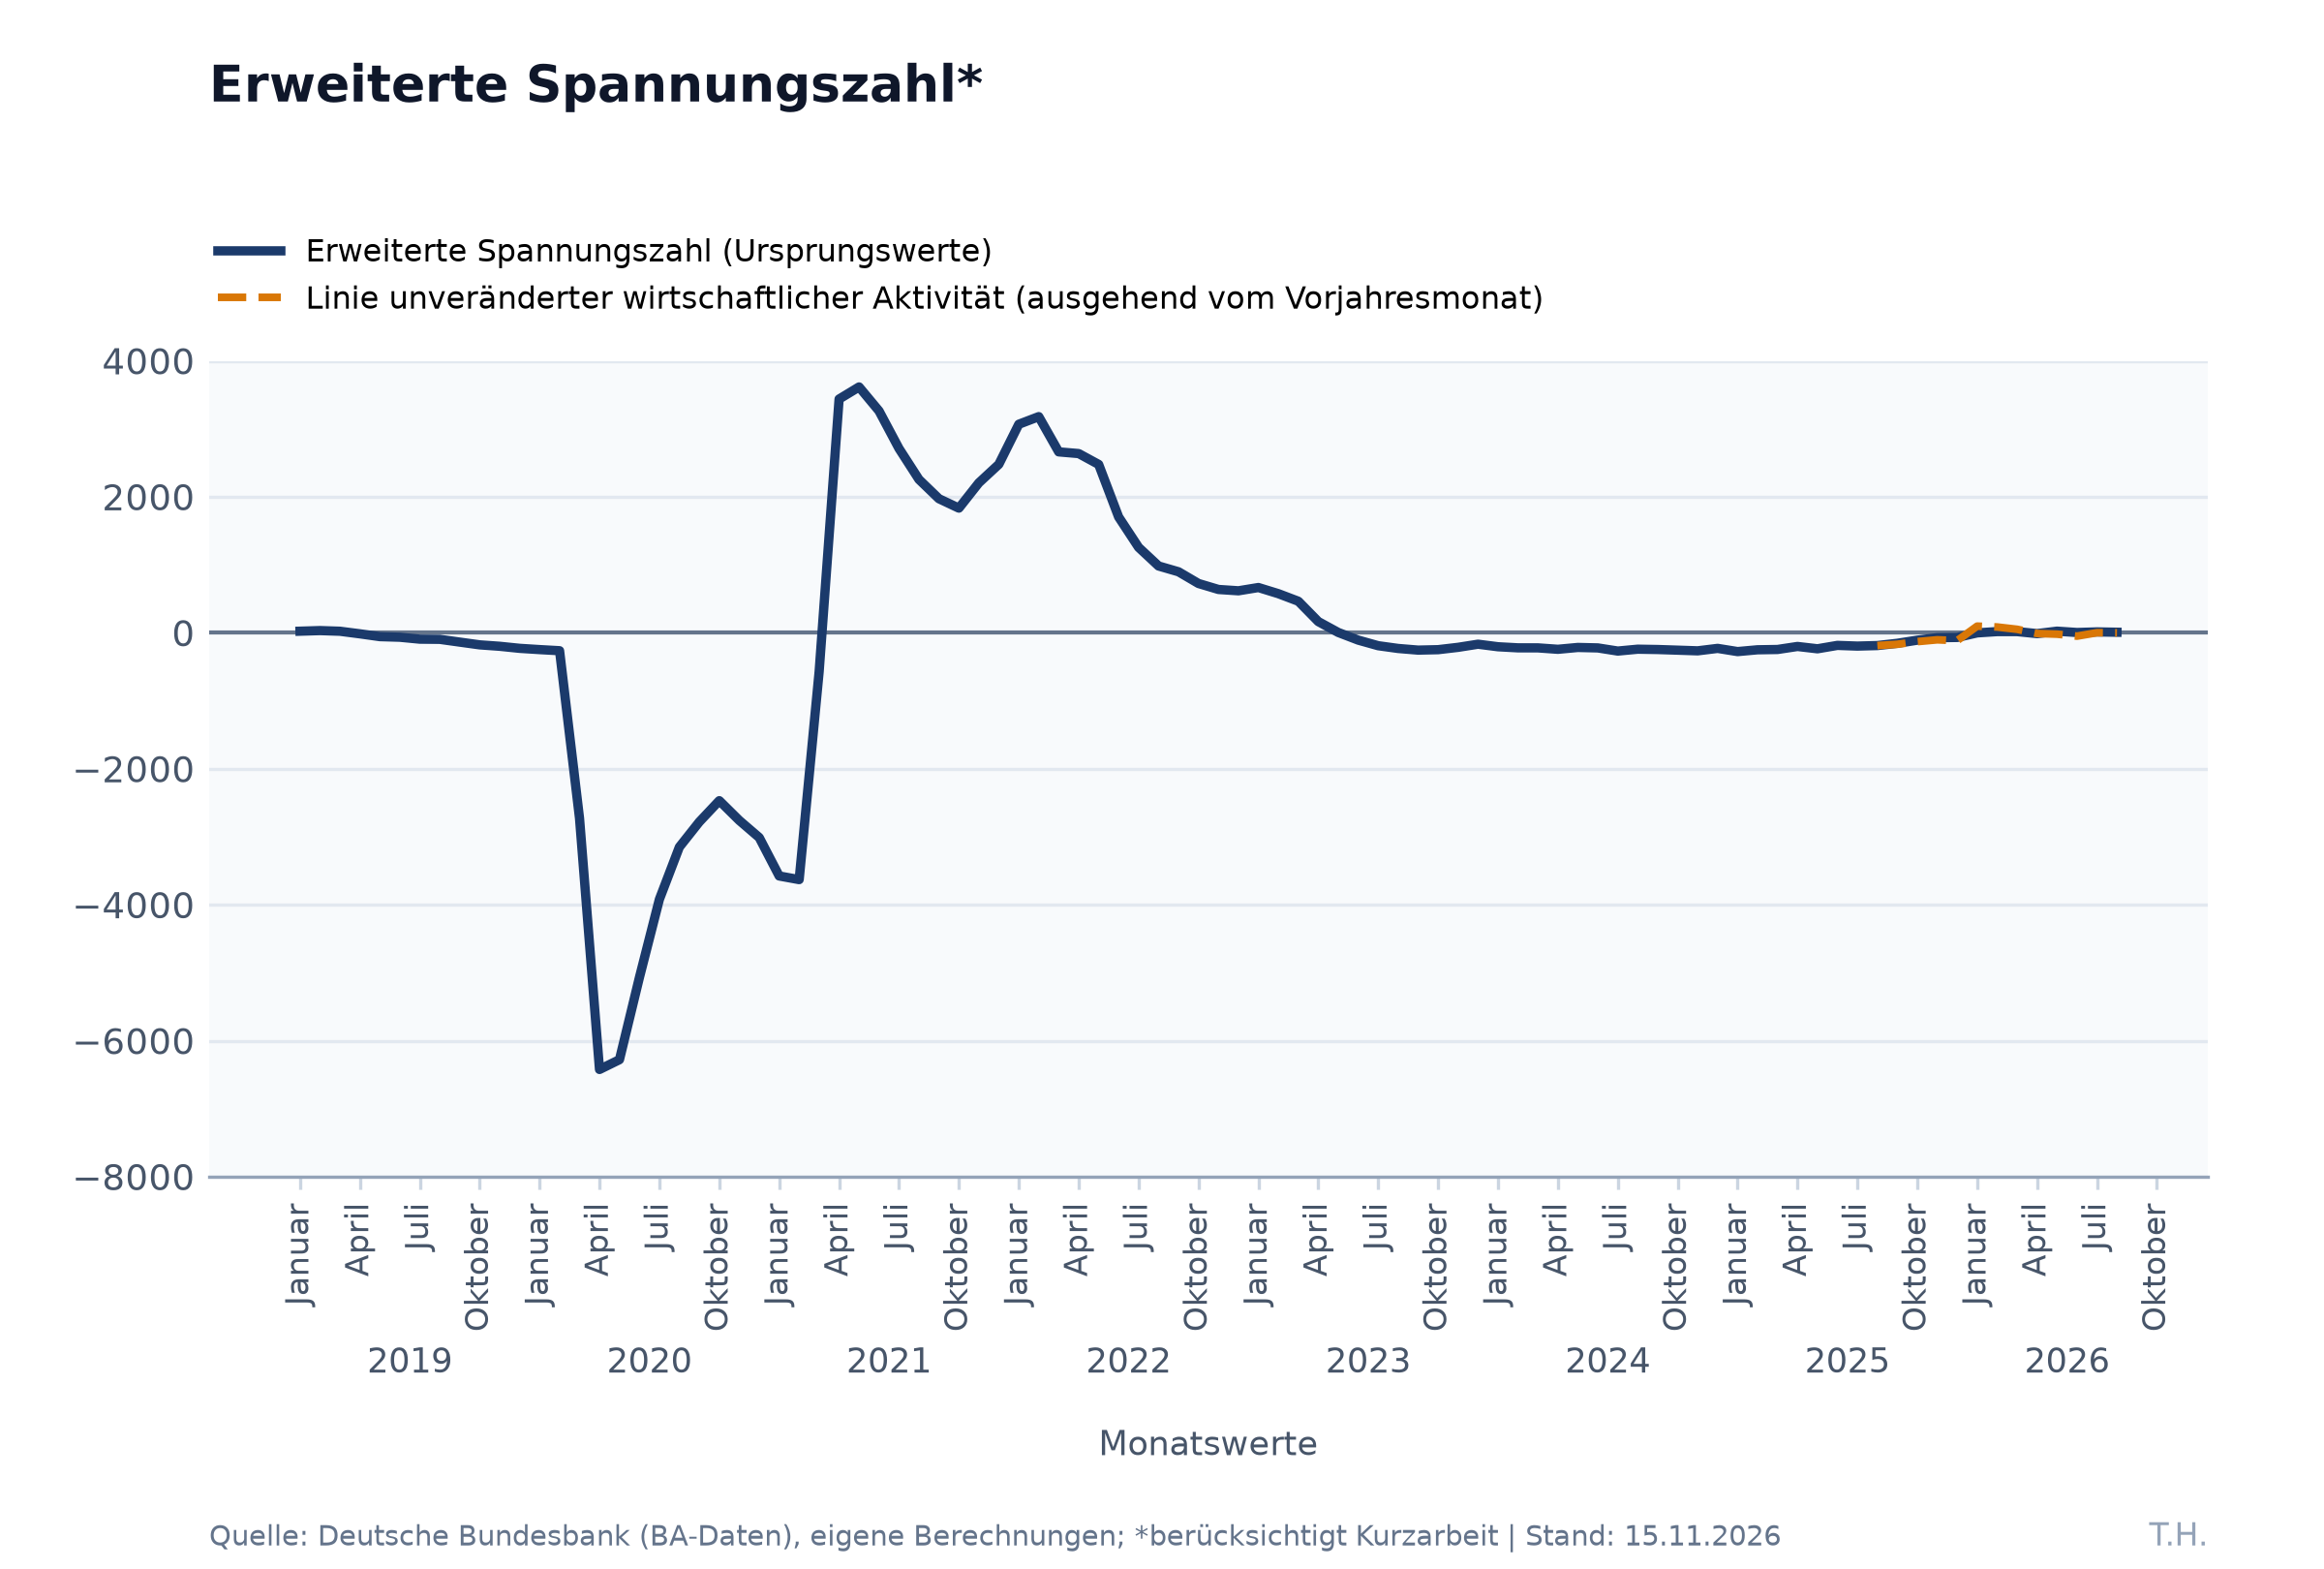 Erweiterte Spannungszahl*
Erweiterte Spannungszahl (Ursprungswerte)
Linie unveränderter wirtschaftlicher Aktivität (ausgehend vom Vorjahresmonat)
4000
2000
0
−2000
−4000
−6000
−8000
Januar April Juli Oktober Januar April Juli Oktober Januar April Juli Oktober Januar April Juli Oktober Januar April Juli Oktober Januar April Juli Oktober Januar April Juli Oktober Januar April Juli Oktober
2019 2020 2021 2022 2023 2024 2025 2026
Monatswerte
Quelle: Deutsche Bundesbank (BA-Daten), eigene Berechnungen; *berücksichtigt Kurzarbeit | Stand: 15.11.2026 T.H.